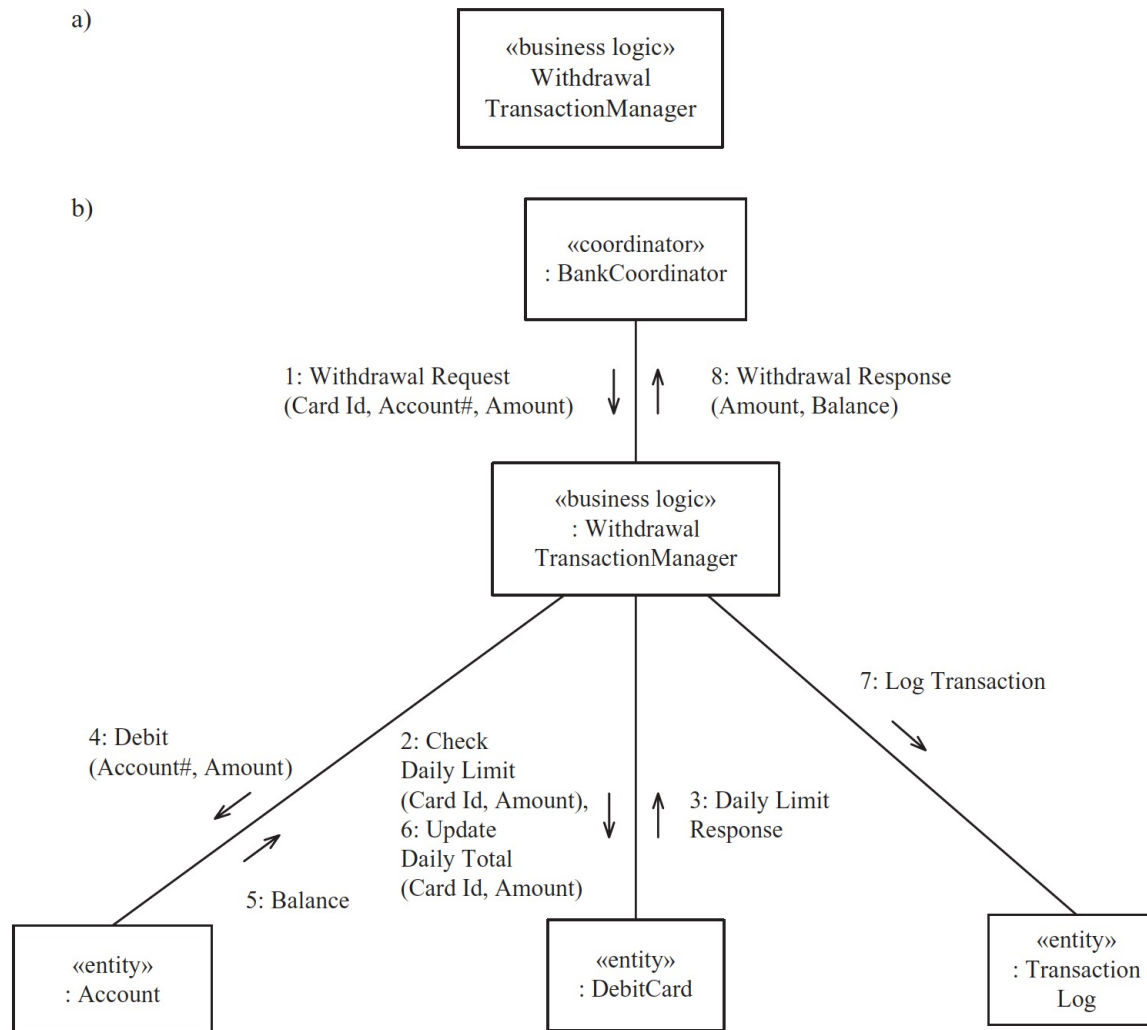 a)
«business logic»
Withdrawal
TransactionManager
b)
«coordinator»
: BankCoordinator
1: Withdrawal Request
(Card Id, Account#, Amount)
8: Withdrawal Response
(Amount, Balance)
«business logic»
: Withdrawal
TransactionManager
7: Log Transaction
4: Debit
(Account#, Amount)
2: Check
Daily Limit
(Card Id, Amount),
6: Update
Daily Total
(Card Id, Amount)
3: Daily Limit
Response
5: Balance
«entity»
: Account
«entity»
: DebitCard
«entity»
: Transaction
Log